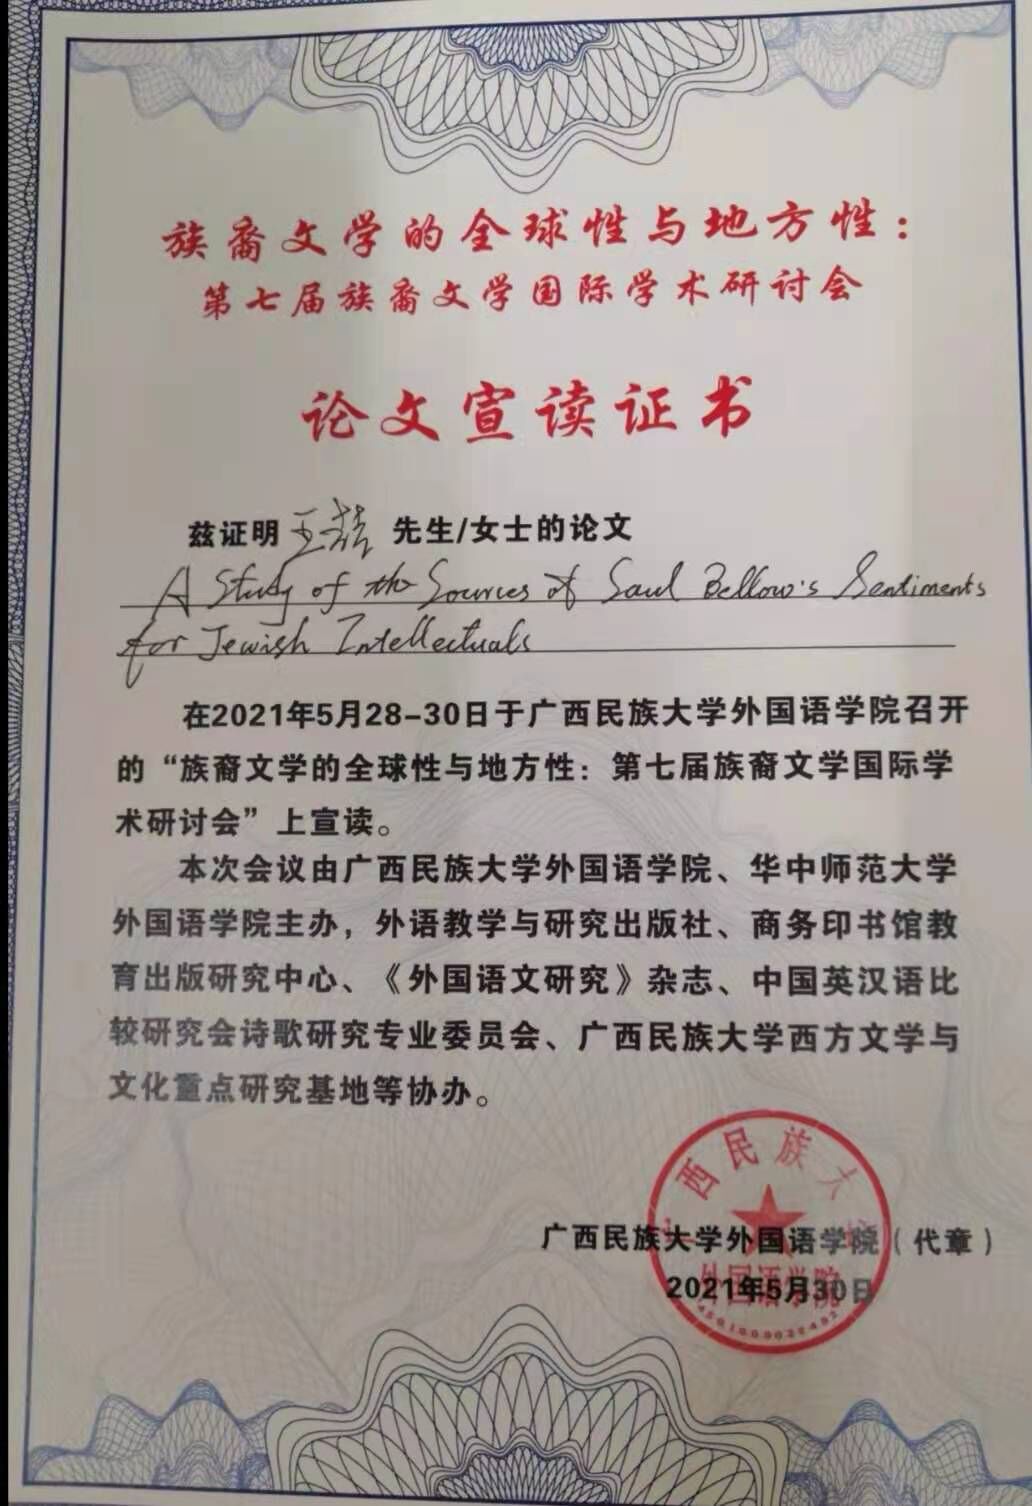 族裔文学的全球性与地方性：
第七届族裔文学国际学术研讨会
论文宣读证书
兹证明王喆 先生/女士的论文
A Study of the Sources of Saul Bellow's Sentiments
for Jewish Intellectuals
在2021年5月28-30日于广西民族大学外国语学院召开
的“族裔文学的全球性与地方性：第七届族裔文学国际学
术研讨会”上宣读。
本次会议由广西民族大学外国语学院、华中师范大学
外国语学院主办，外语教学与研究出版社、商务印书馆教
育出版研究中心、《外国语文研究》杂志、中国英汉语比
较研究会诗歌研究专业委员会、广西民族大学西方文学与
文化重点研究基地等协办。
广西民族大学
广西民族大学外国语学院（代章）
外国语学院
2021年5月30日